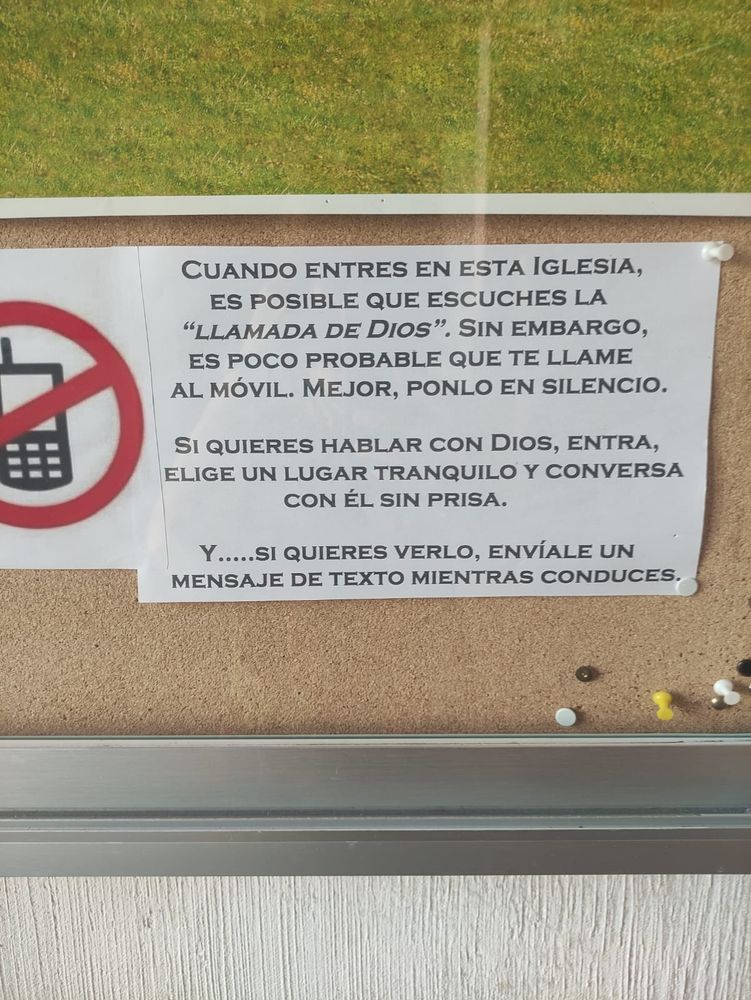 CUANDO ENTRES EN ESTA IGLESIA,
ES POSIBLE QUE ESCUCHES LA
“LLAMADA DE DIOS”. SIN EMBARGO,
ES POCO PROBABLE QUE TE LLAME
AL MÓVIL. MEJOR, PONLO EN SILENCIO.
SI QUIERES HABLAR CON DIOS, ENTRA,
ELIGE UN LUGAR TRANQUILO Y CONVERSA
CON ÉL SIN PRISA.
Y.....SI QUIERES VERLO, ENVÍALE UN
MENSAJE DE TEXTO MIENTRAS CONDUCES.